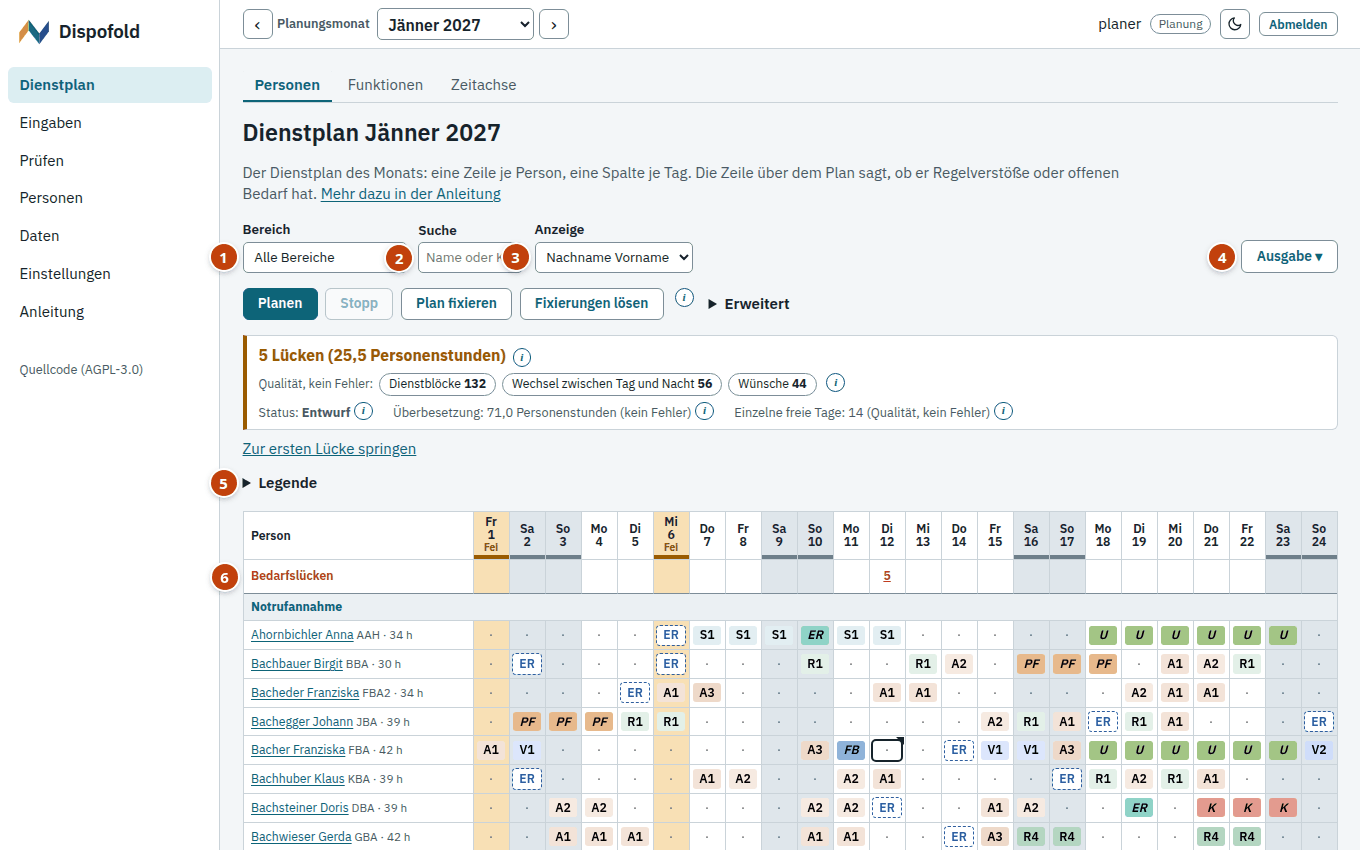 Dispofold
‹ Planungsmonat Jänner 2027 ›
planer Planung Abmelden
Dienstplan
Eingaben
Prüfen
Personen
Daten
Einstellungen
Anleitung
Quellcode (AGPL-3.0)
Personen Funktionen Zeitachse
Dienstplan Jänner 2027
Der Dienstplan des Monats: eine Zeile je Person, eine Spalte je Tag. Die Zeile über dem Plan sagt, ob er Regelverstöße oder offenen
Bedarf hat. Mehr dazu in der Anleitung
Bereich Suche Anzeige
1 Alle Bereiche 2 Name oder 3 Nachname Vorname 4 Ausgabe ▾
Planen Stopp Plan fixieren Fixierungen lösen i ▶ Erweitert
5 Lücken (25,5 Personenstunden) i
Qualität, kein Fehler: Dienstblöcke 132 Wechsel zwischen Tag und Nacht 56 Wünsche 44 i
Status: Entwurf i Überbesetzung: 71,0 Personenstunden (kein Fehler) i Einzelne freie Tage: 14 (Qualität, kein Fehler) i
Zur ersten Lücke springen
5 ▶ Legende
Person Fr 1 Fei Sa 2 So 3 Mo 4 Di 5 Mi 6 Fei Do 7 Fr 8 Sa 9 So 10 Mo 11 Di 12 Mi 13 Do 14 Fr 15 Sa 16 So 17 Mo 18 Di 19 Mi 20 Do 21 Fr 22 Sa 23 So 24
6 Bedarfslücken 5
Notrufannahme
Ahornbichler Anna AAH · 34 h · · · · · ER S1 S1 S1 ER S1 S1 · · · · · U U U U U U ·
Bachbauer Birgit BBA · 30 h · ER · · · ER · · · R1 · · R1 A2 · PF PF PF · A1 A2 R1 · ·
Bacheder Franziska FBA2 · 34 h · · · · ER A1 A3 · · · · A1 A1 · · · · · A2 A1 A1 · · ·
Bachegger Johann JBA · 39 h · PF PF PF R1 R1 · · · · · · · · A2 R1 A1 ER R1 A1 · · · ER
Bacher Franziska FBA · 42 h A1 V1 · · · · · · · A3 FB · · ER V1 V1 A3 U U U U U U V2
Bachhuber Klaus KBA · 39 h · ER · · · · A1 A2 · · A2 A1 · · · · ER R1 A2 R1 A1 · · ·
Bachsteiner Doris DBA · 39 h · · A2 A2 · · · · · A2 A2 ER · · A1 A2 · · ER · K K K ·
Bachwieser Gerda GBA · 42 h · · A1 A1 A1 · · · · A1 A1 · · ER A3 R4 R4 · · · R4 R4 · ·